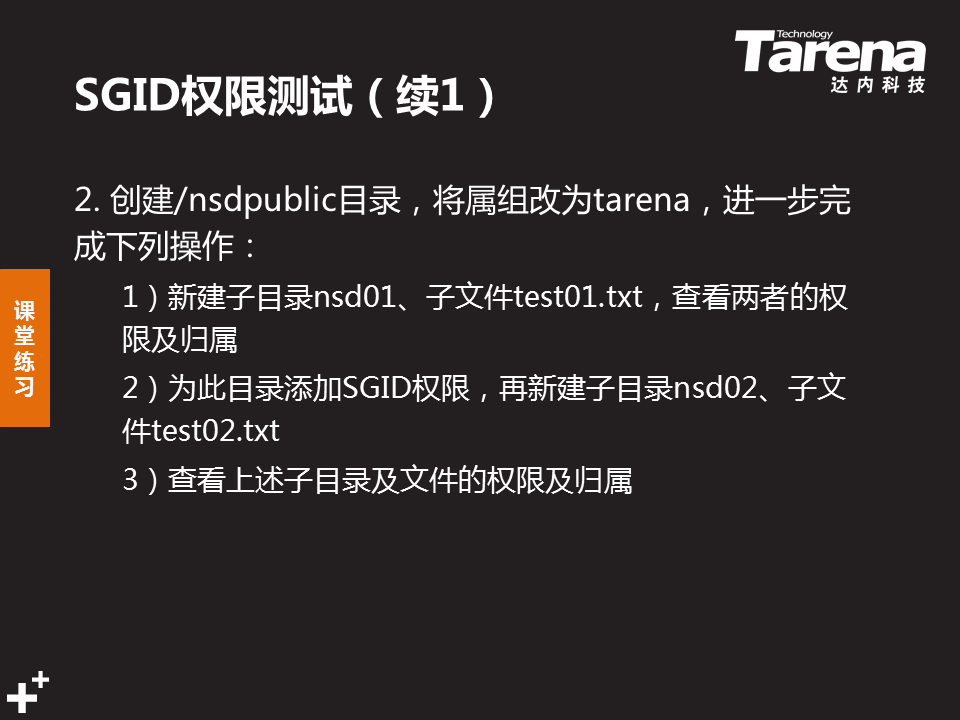 Technology
Tarena
达内科技
SGID权限测试（续1）
2. 创建/nsdpublic目录，将属组改为tarena，进一步完
成下列操作：
1）新建子目录nsd01、子文件test01.txt，查看两者的权
限及归属
2）为此目录添加SGID权限，再新建子目录nsd02、子文
件test02.txt
3）查看上述子目录及文件的权限及归属
课
堂
练
习